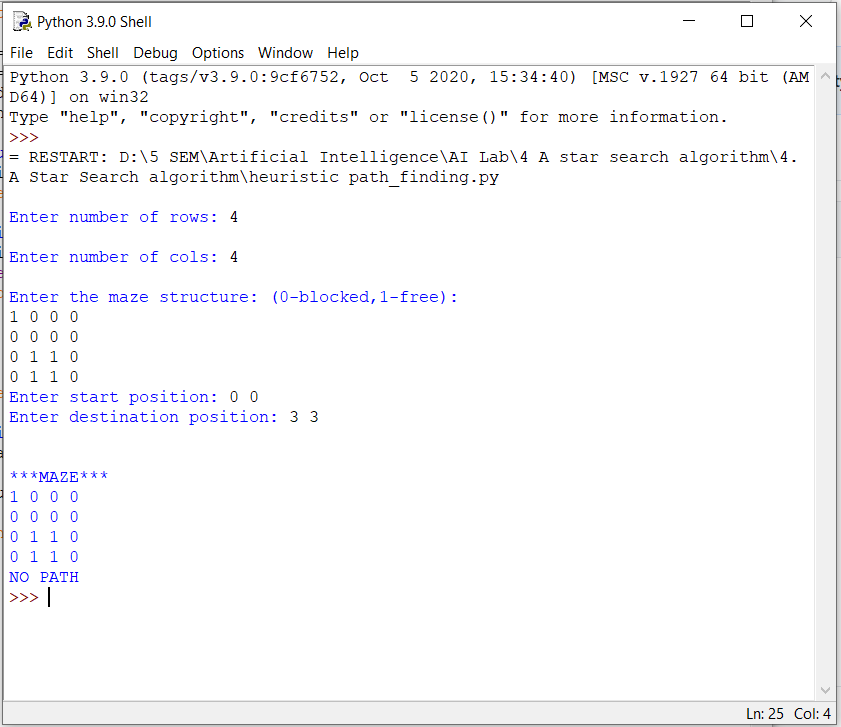 Python 3.9.0 Shell
File Edit Shell Debug Options Window Help
Python 3.9.0 (tags/v3.9.0:9cf6752, Oct  5 2020, 15:34:40) [MSC v.1927 64 bit (AM
D64)] on win32
Type "help", "copyright", "credits" or "license()" for more information.
>>>
= RESTART: D:\5 SEM\Artificial Intelligence\AI Lab\4 A star search algorithm\4.
A Star Search algorithm\heuristic path_finding.py
Enter number of rows: 4
Enter number of cols: 4
Enter the maze structure: (0-blocked,1-free):
1 0 0 0
0 0 0 0
0 1 1 0
0 1 1 0
Enter start position: 0 0
Enter destination position: 3 3
***MAZE***
1 0 0 0
0 0 0 0
0 1 1 0
0 1 1 0
NO PATH
>>>
Ln: 25 Col: 4